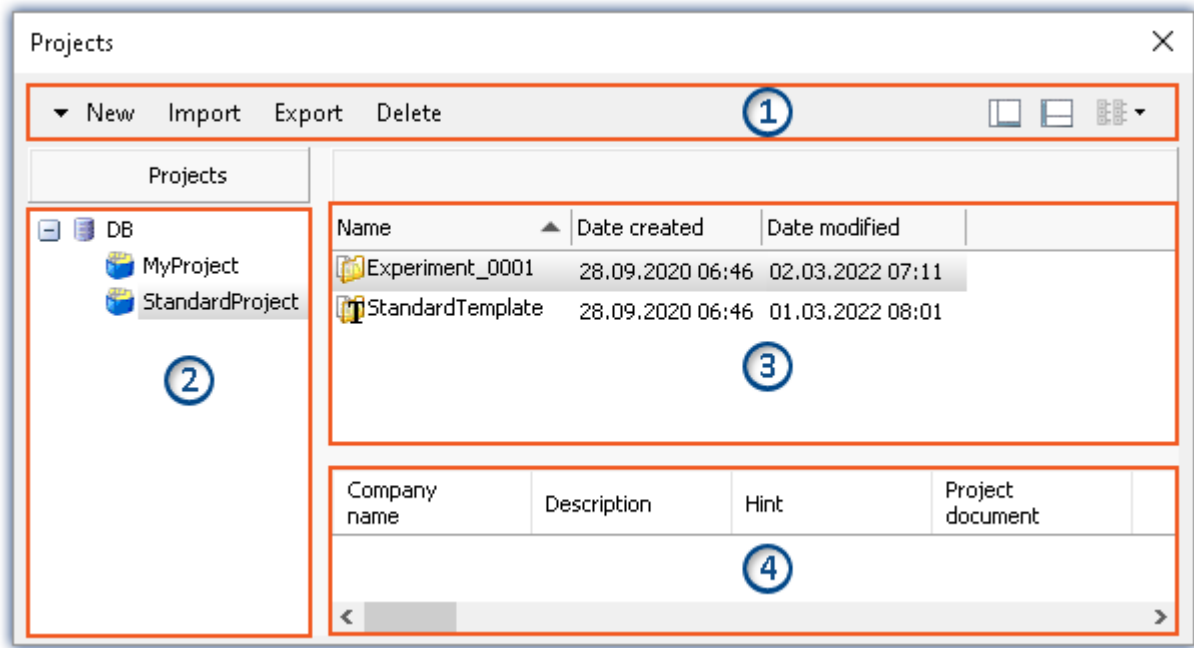 Projects
New Import Export Delete 1
Projects
DB
MyProject
StandardProject
2
Name Date created Date modified
Experiment_0001 28.09.2020 06:46 02.03.2022 07:11
T StandardTemplate 28.09.2020 06:46 01.03.2022 08:01
3
Company
name
Description
Hint
Project
document
4